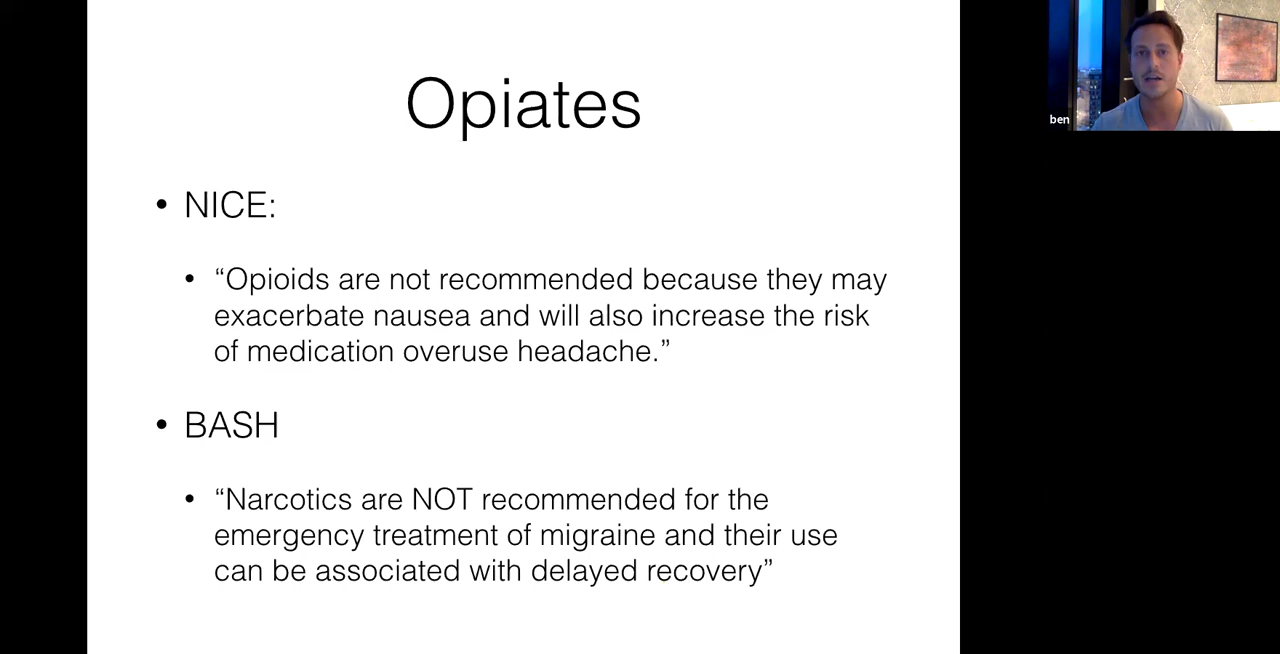 Opiates
• NICE:
• “Opioids are not recommended because they may
exacerbate nausea and will also increase the risk
of medication overuse headache.”
• BASH
• “Narcotics are NOT recommended for the
emergency treatment of migraine and their use
can be associated with delayed recovery”
ben